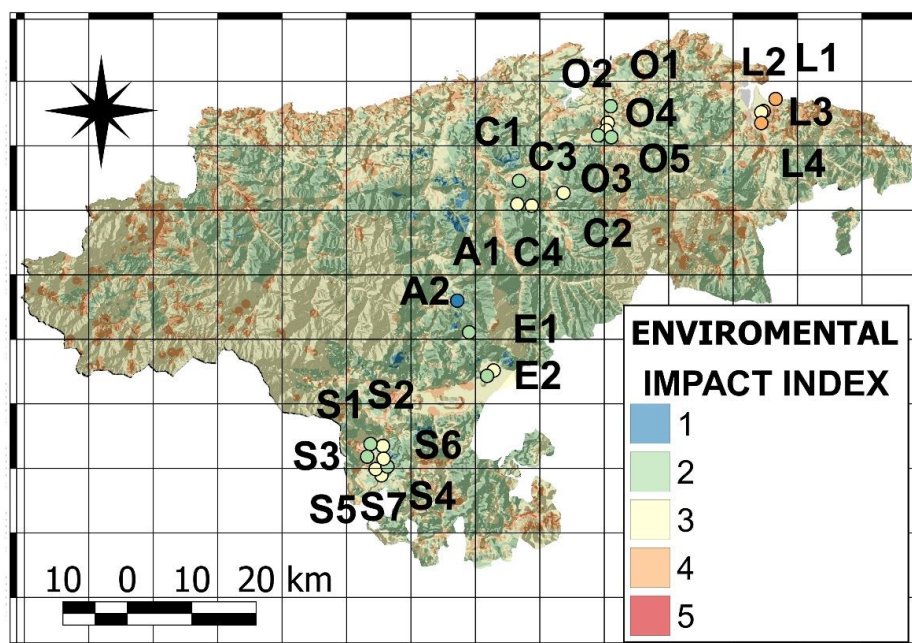 L2 L1
O2 O1
O4 L3
C1
C3 O5 L4
O3
C2
A1 C4
A2
E1
E2
S1 S2
S3 S6
S5 S7 S4
10 0 10 20 km
ENVIROMENTAL
IMPACT INDEX
1
2
3
4
5